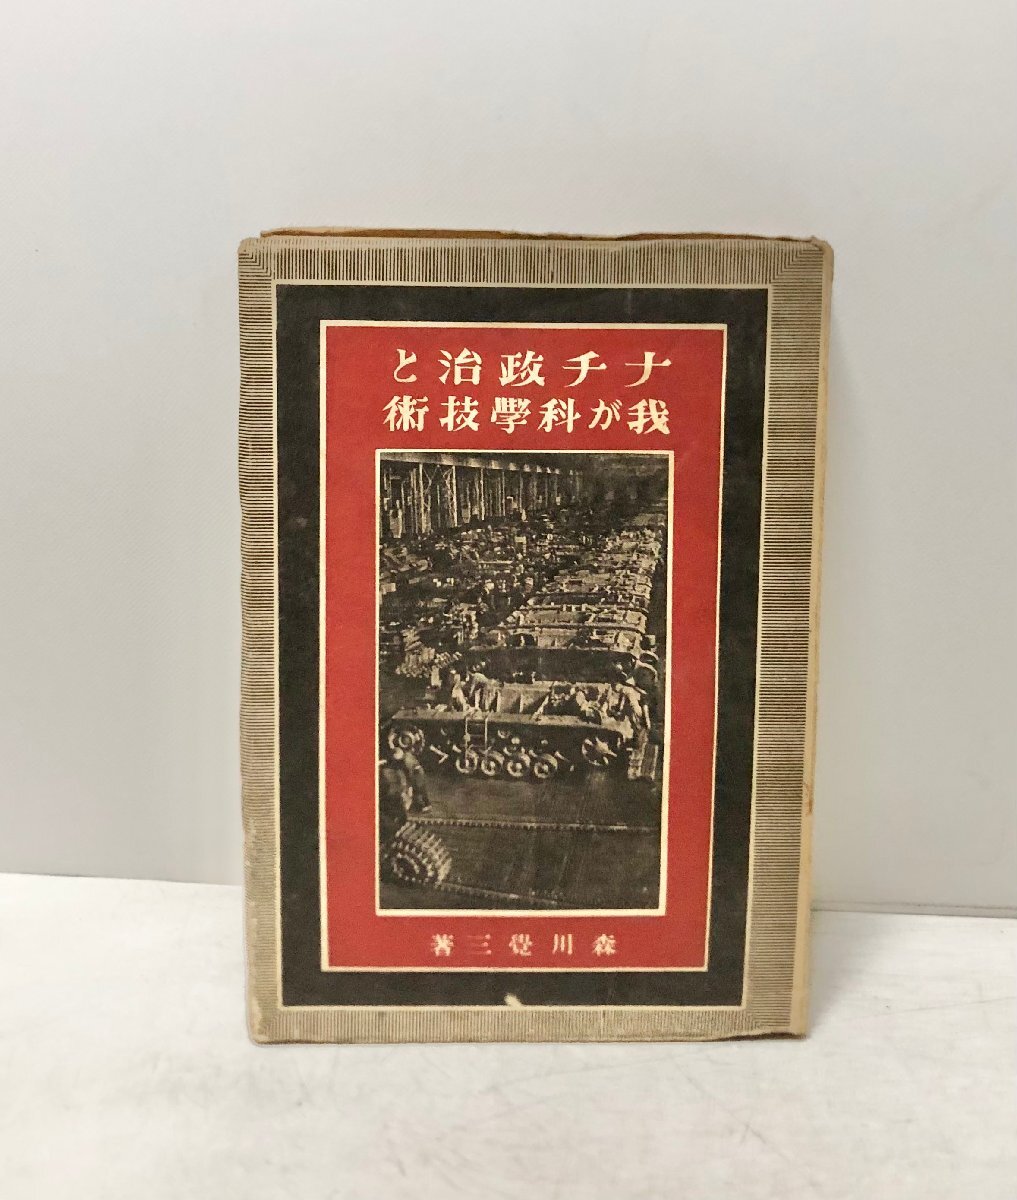 ナチ政治と
我が科學技術
森川覺三著